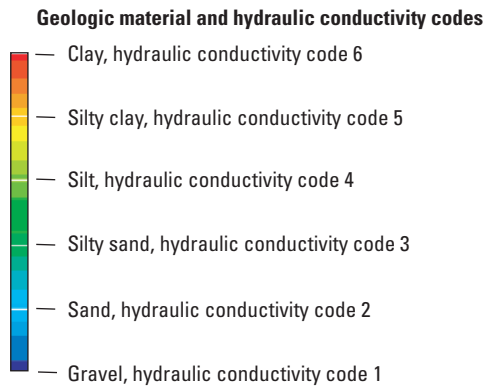 Geologic material and hydraulic conductivity codes
Clay, hydraulic conductivity code 6
Silty clay, hydraulic conductivity code 5
Silt, hydraulic conductivity code 4
Silty sand, hydraulic conductivity code 3
Sand, hydraulic conductivity code 2
Gravel, hydraulic conductivity code 1